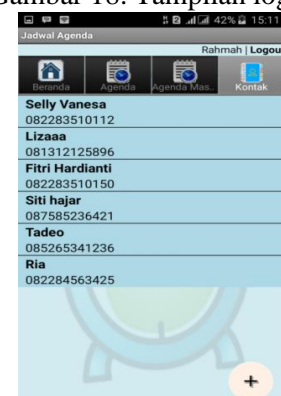 Gambar 18. Tampilan log
42% 15:11
Jadwal Agenda
Rahmah | Logou
Beranda
Agenda
Agenda Mas..
Kontak
Selly Vanesa
082283510112
Lizaaa
081312125896
Fitri Hardianti
082283510150
Siti hajar
087585236421
Tadeo
085265341236
Ria
082284563425
+